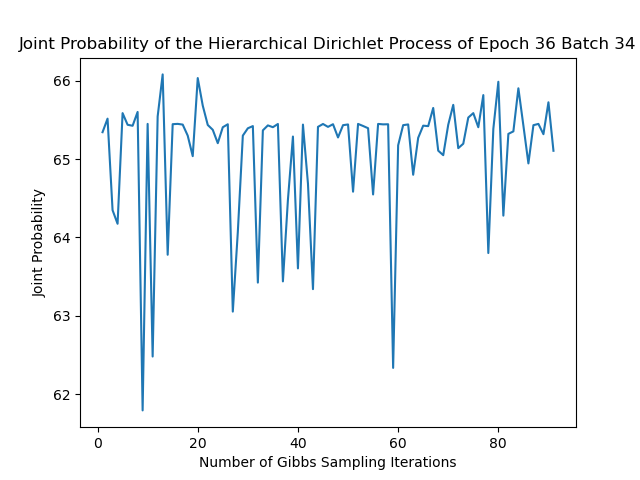 Joint Probability of the Hierarchical Dirichlet Process of Epoch 36 Batch 34
66
65
64
63
62
Joint Probability
0 20 40 60 80
Number of Gibbs Sampling Iterations